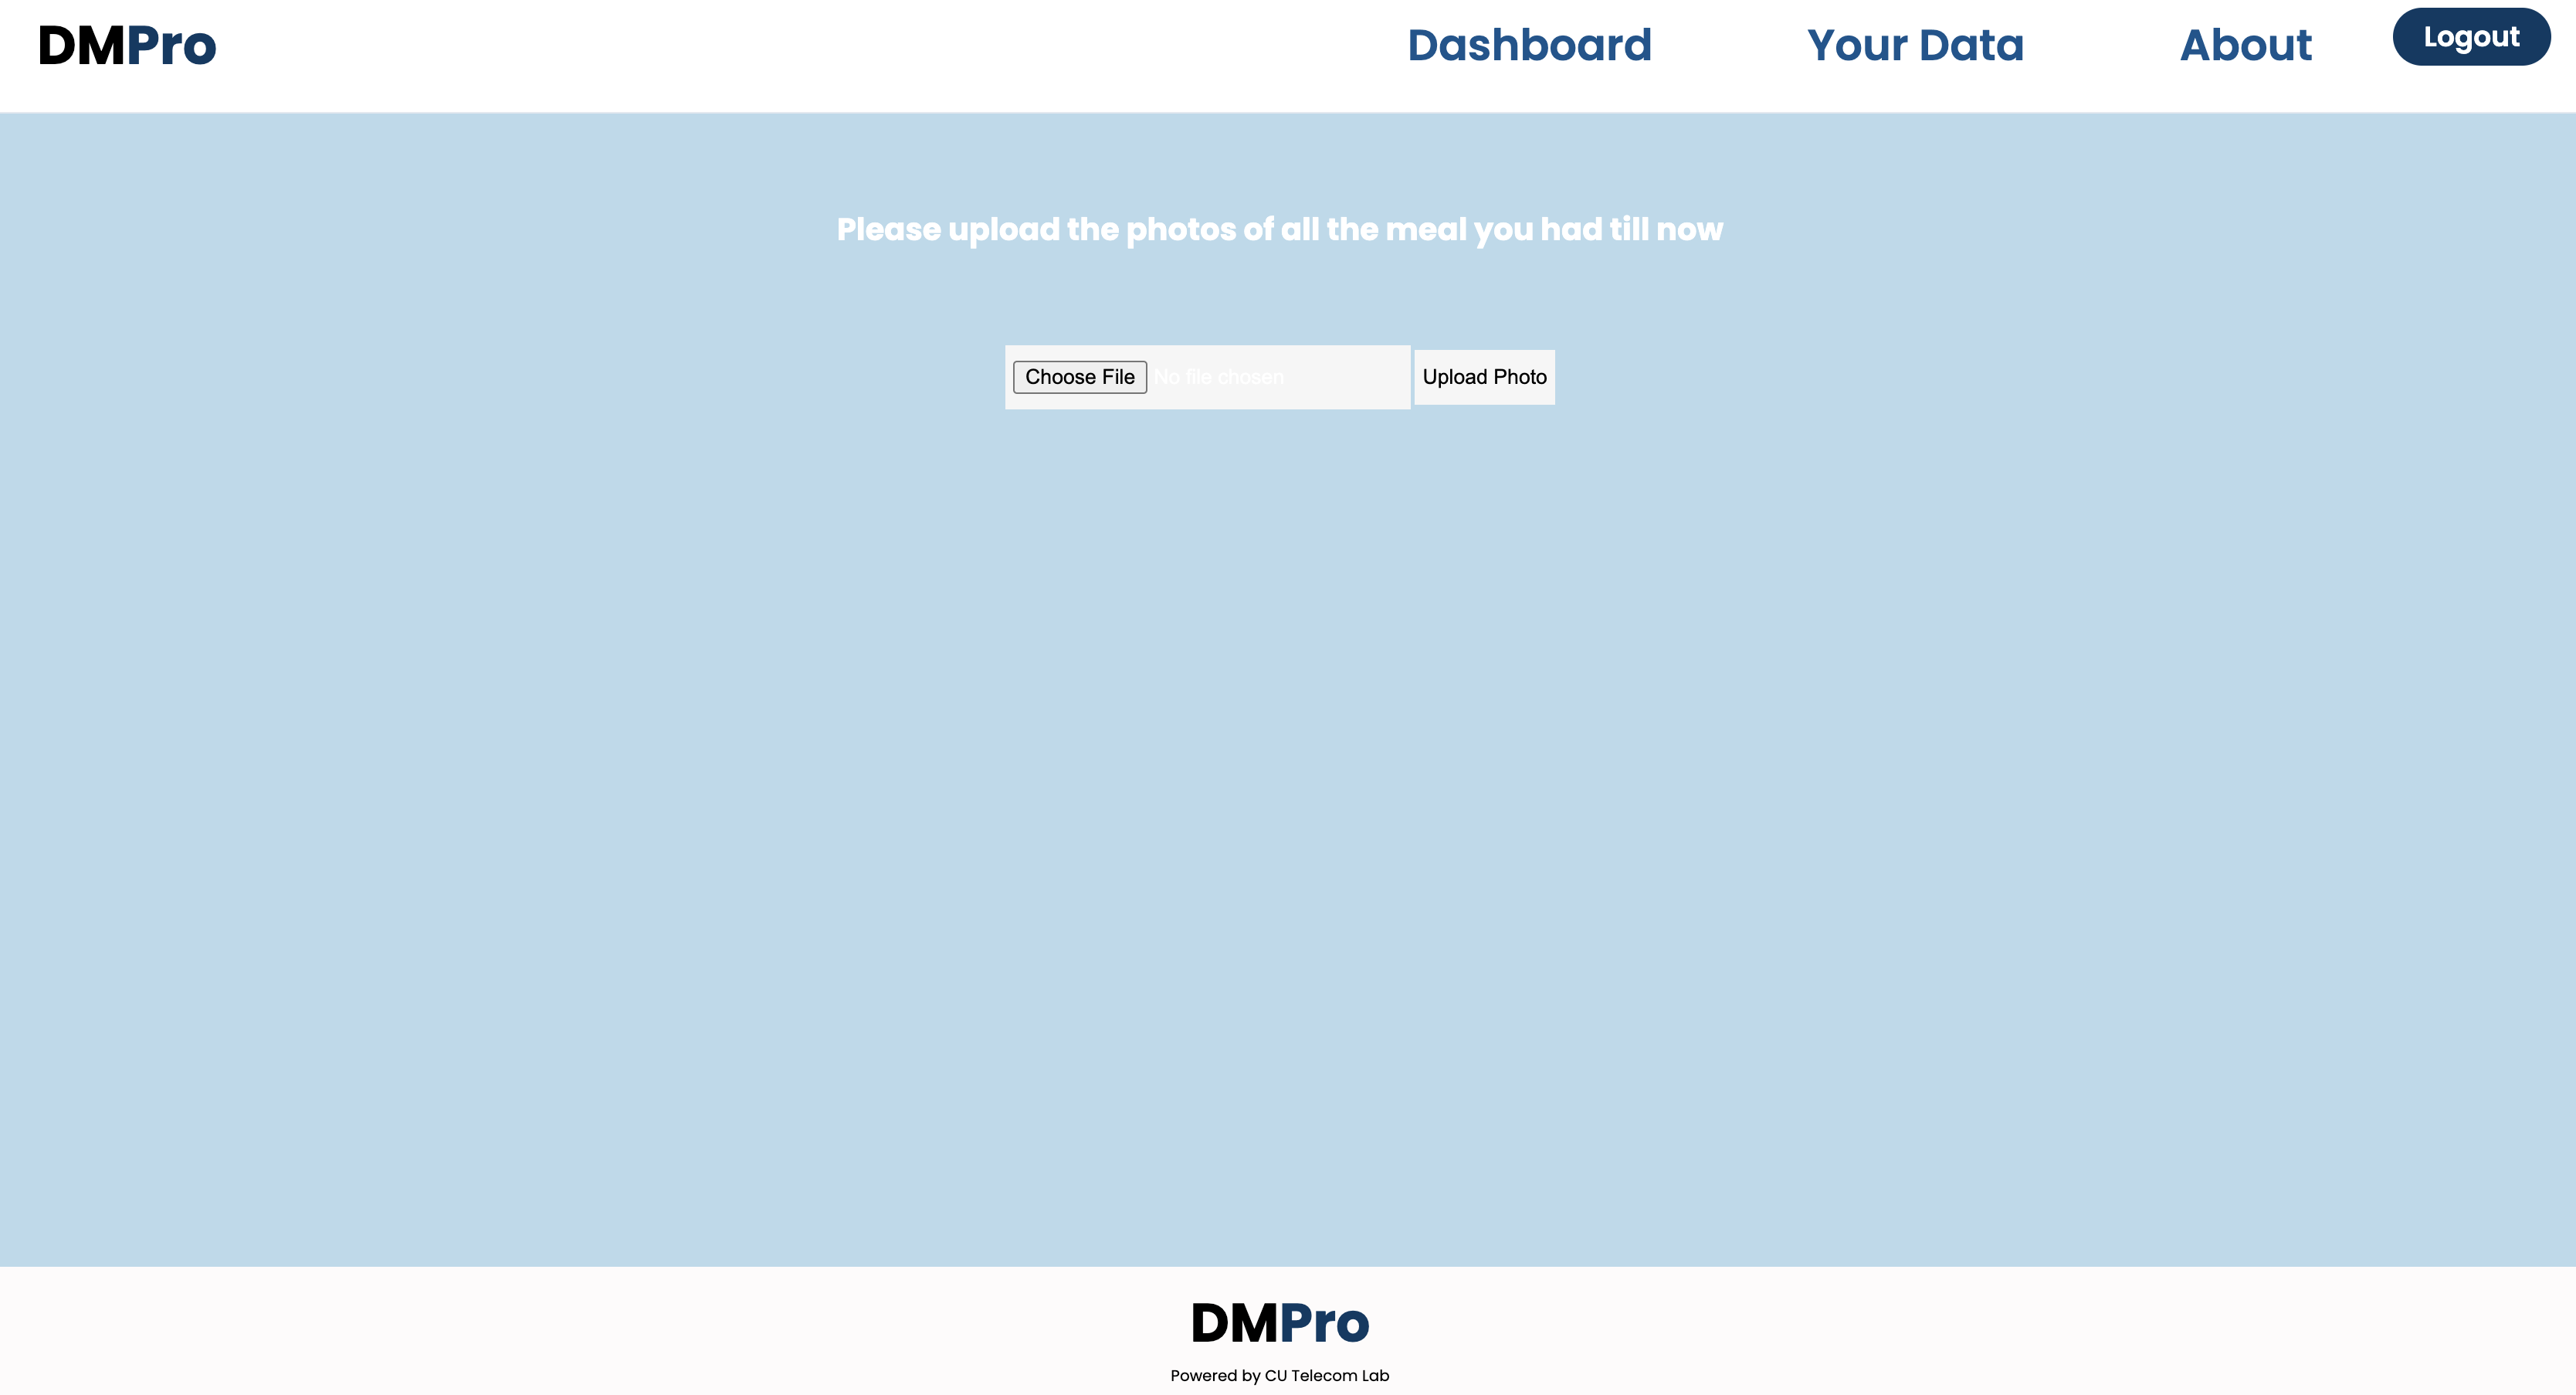 DMPro
Dashboard
Your Data
About
Logout
Please upload the photos of all the meal you had till now
Choose File No file chosen
Upload Photo
DMPro
Powered by CU Telecom Lab